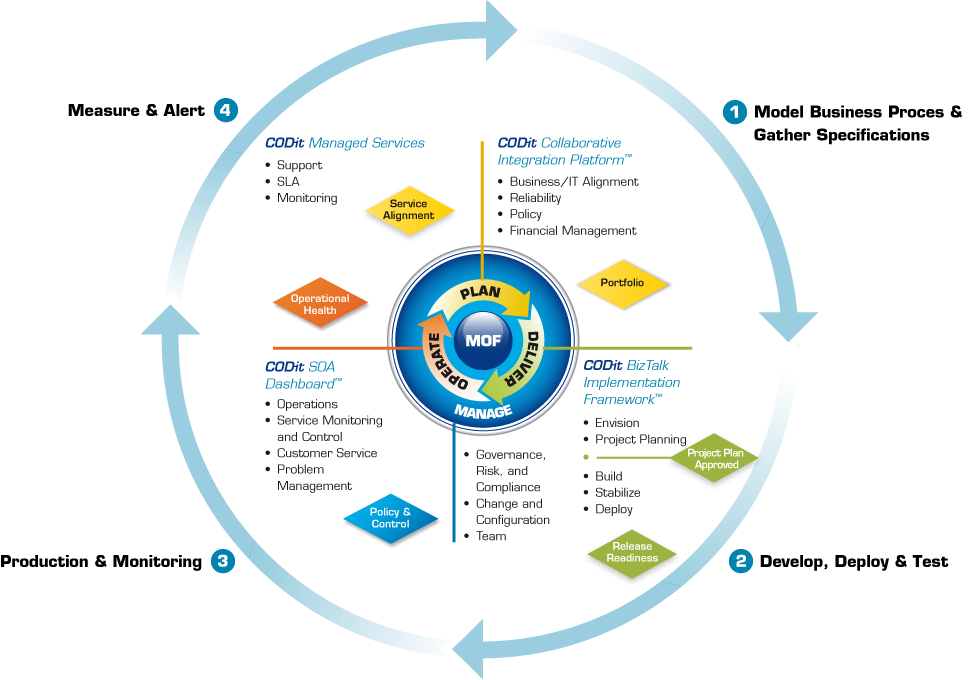 Measure & Alert 4
1 Model Business Proces &
Gather Specifications
CODit Managed Services
• Support
• SLA
• Monitoring
Service
Alignment
CODit Collaborative
Integration Platform™
• Business/IT Alignment
• Reliability
• Policy
• Financial Management
Portfolio
Operational
Health
PLAN
DELIVER
OPERATE
MOF
MANAGE
CODit SOA
Dashboard™
• Operations
• Service Monitoring
and Control
• Customer Service
• Problem
Management
Policy &
Control
• Governance,
Risk, and
Compliance
• Change and
Configuration
• Team
CODit BizTalk
Implementation
Framework™
• Envision
• Project Planning
Project Plan
Approved
• Build
• Stabilize
• Deploy
Release
Readiness
Production & Monitoring 3
2 Develop, Deploy & Test